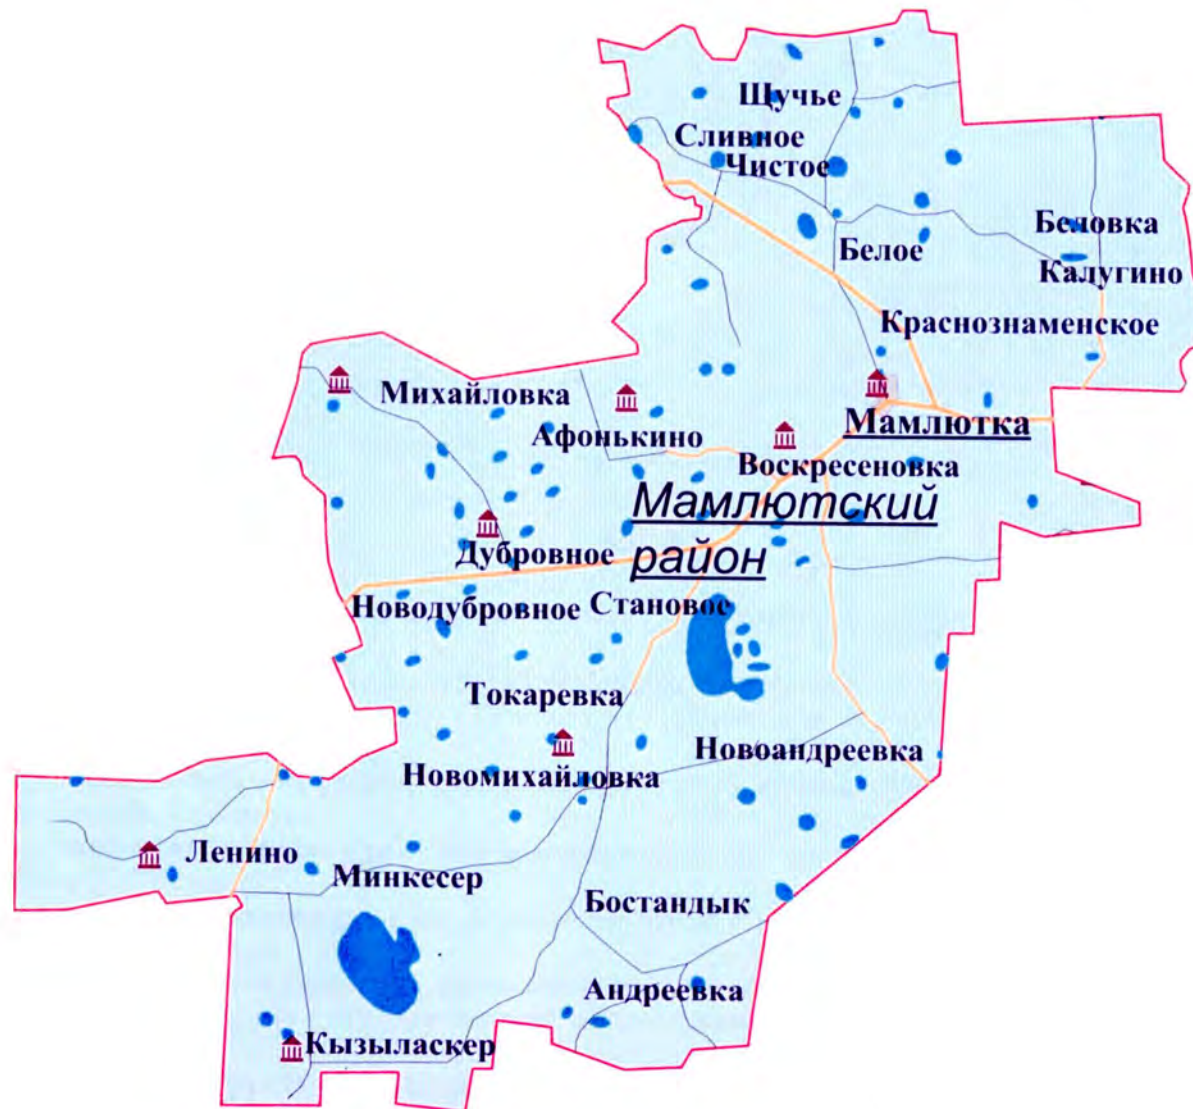 Щучье
Сливное
Чистое
Беловка
Белое
Калугино
Краснознаменское
Михайловка
Мамлютка
Афонькино
Воскресеновка
Мамлютский
район
Дубровное
Новодубровное
Становое
Токаревка
Новоандреевка
Новомихайловка
Ленино
Минкесер
Бостандык
Андреевка
Кызыласкер